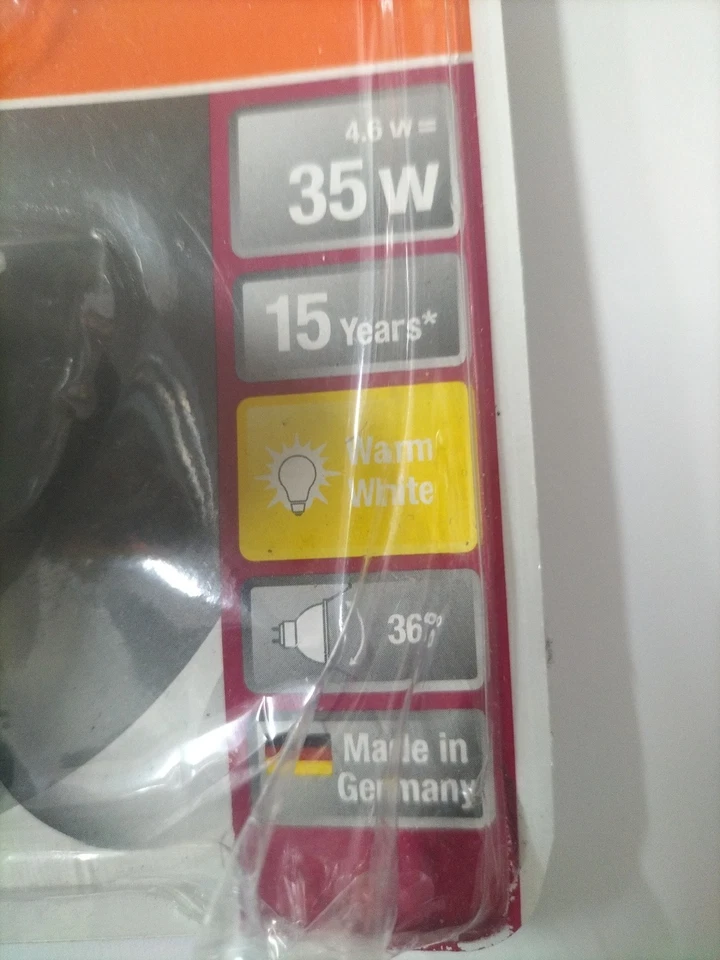 4.6 W=
35 W
15 Years*
Warm
White
36°
Made in
Germany